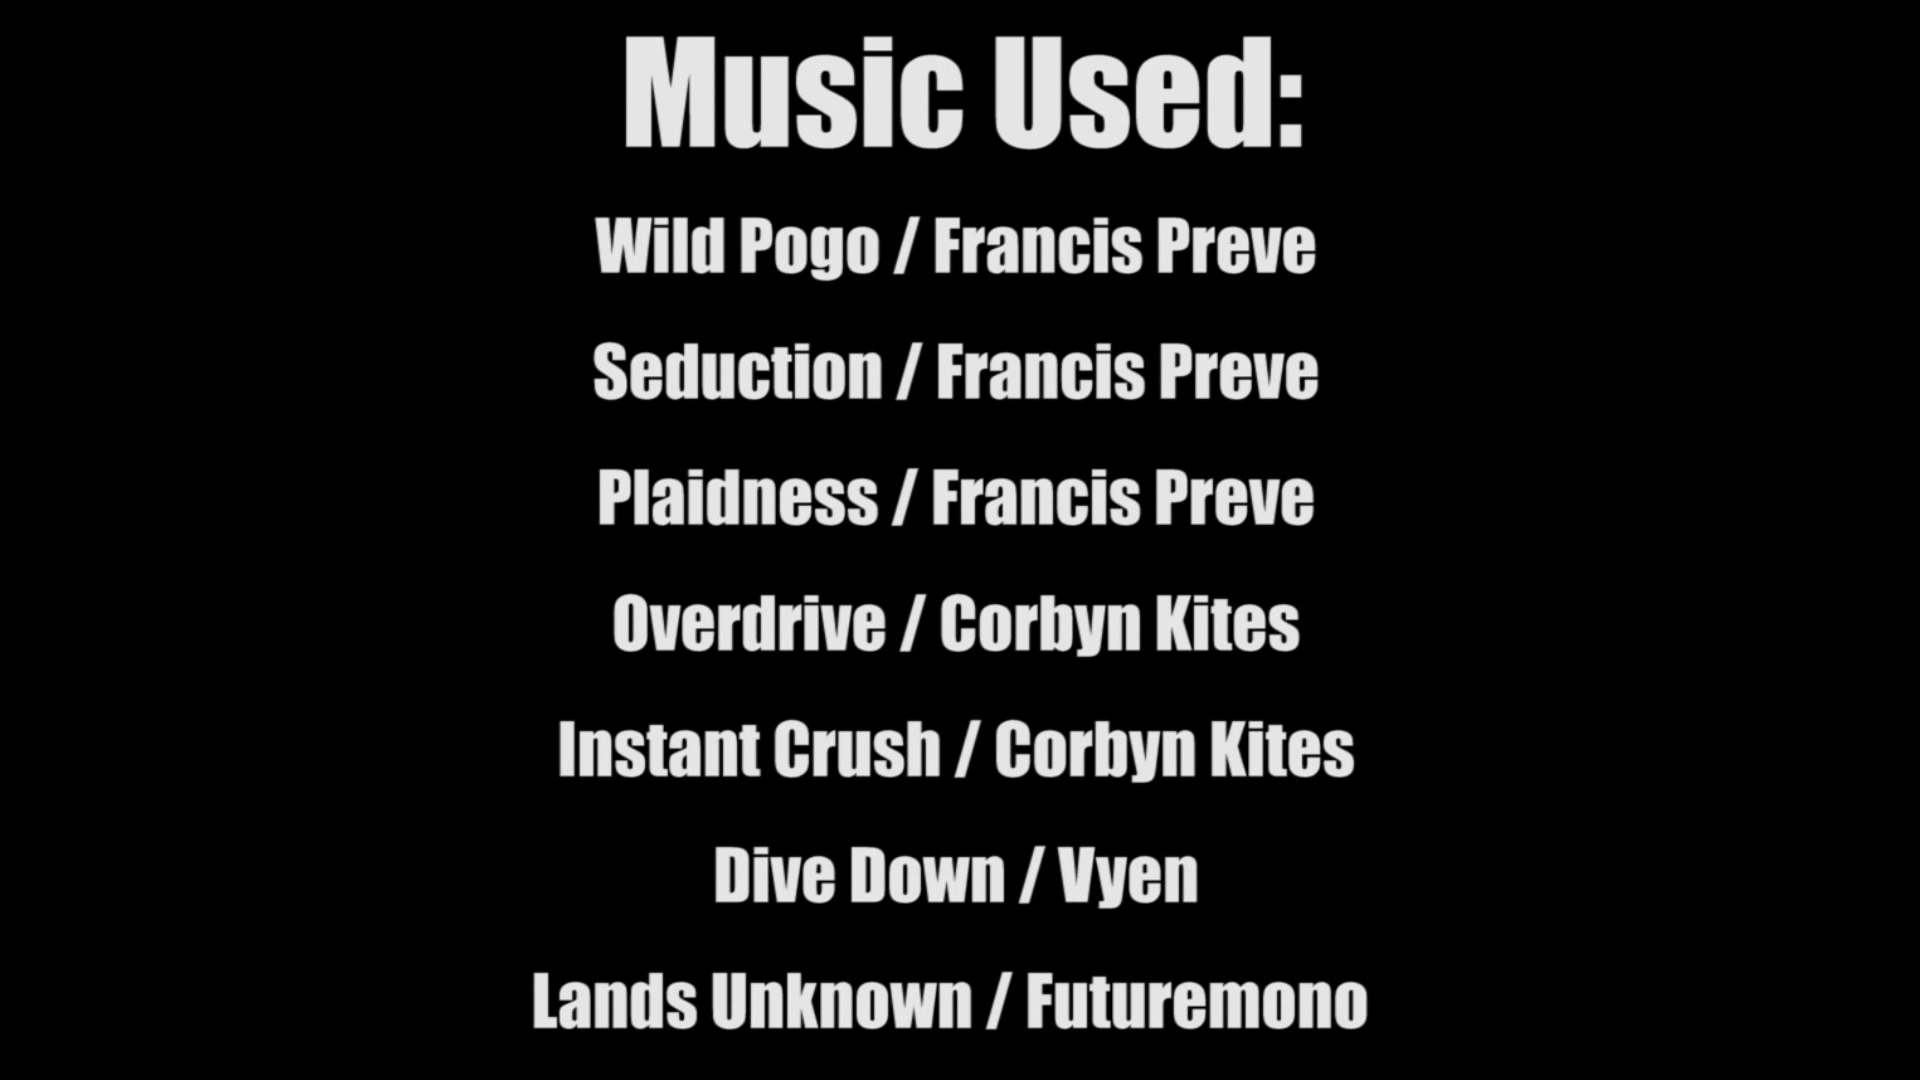 Music Used:
Wild Pogo / Francis Preve
Seduction / Francis Preve
Plaidness / Francis Preve
Overdrive / Corbyn Kites
Instant Crush / Corbyn Kites
Dive Down / Vyen
Lands Unknown / Futuremono